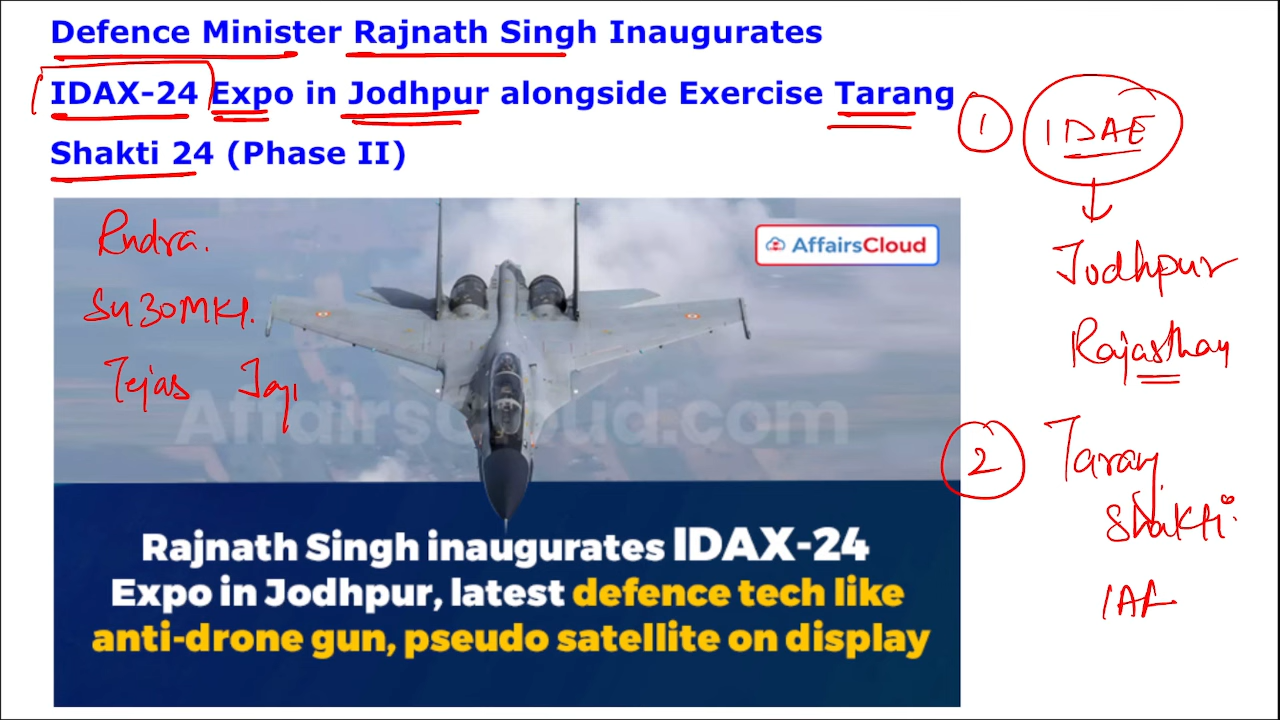 Defence Minister Rajnath Singh Inaugurates
IDAX-24 Expo in Jodhpur alongside Exercise Tarang
Shakti 24 (Phase II)
1 IDAE
Jodhpur
Rajasthan
2 Tarang
Shakti
IAF
Rudra.
Su30MKI.
Tejas
AffairsCloud
AffairsCloud.com
Rajnath Singh inaugurates IDAX-24
Expo in Jodhpur, latest defence tech like
anti-drone gun, pseudo satellite on display